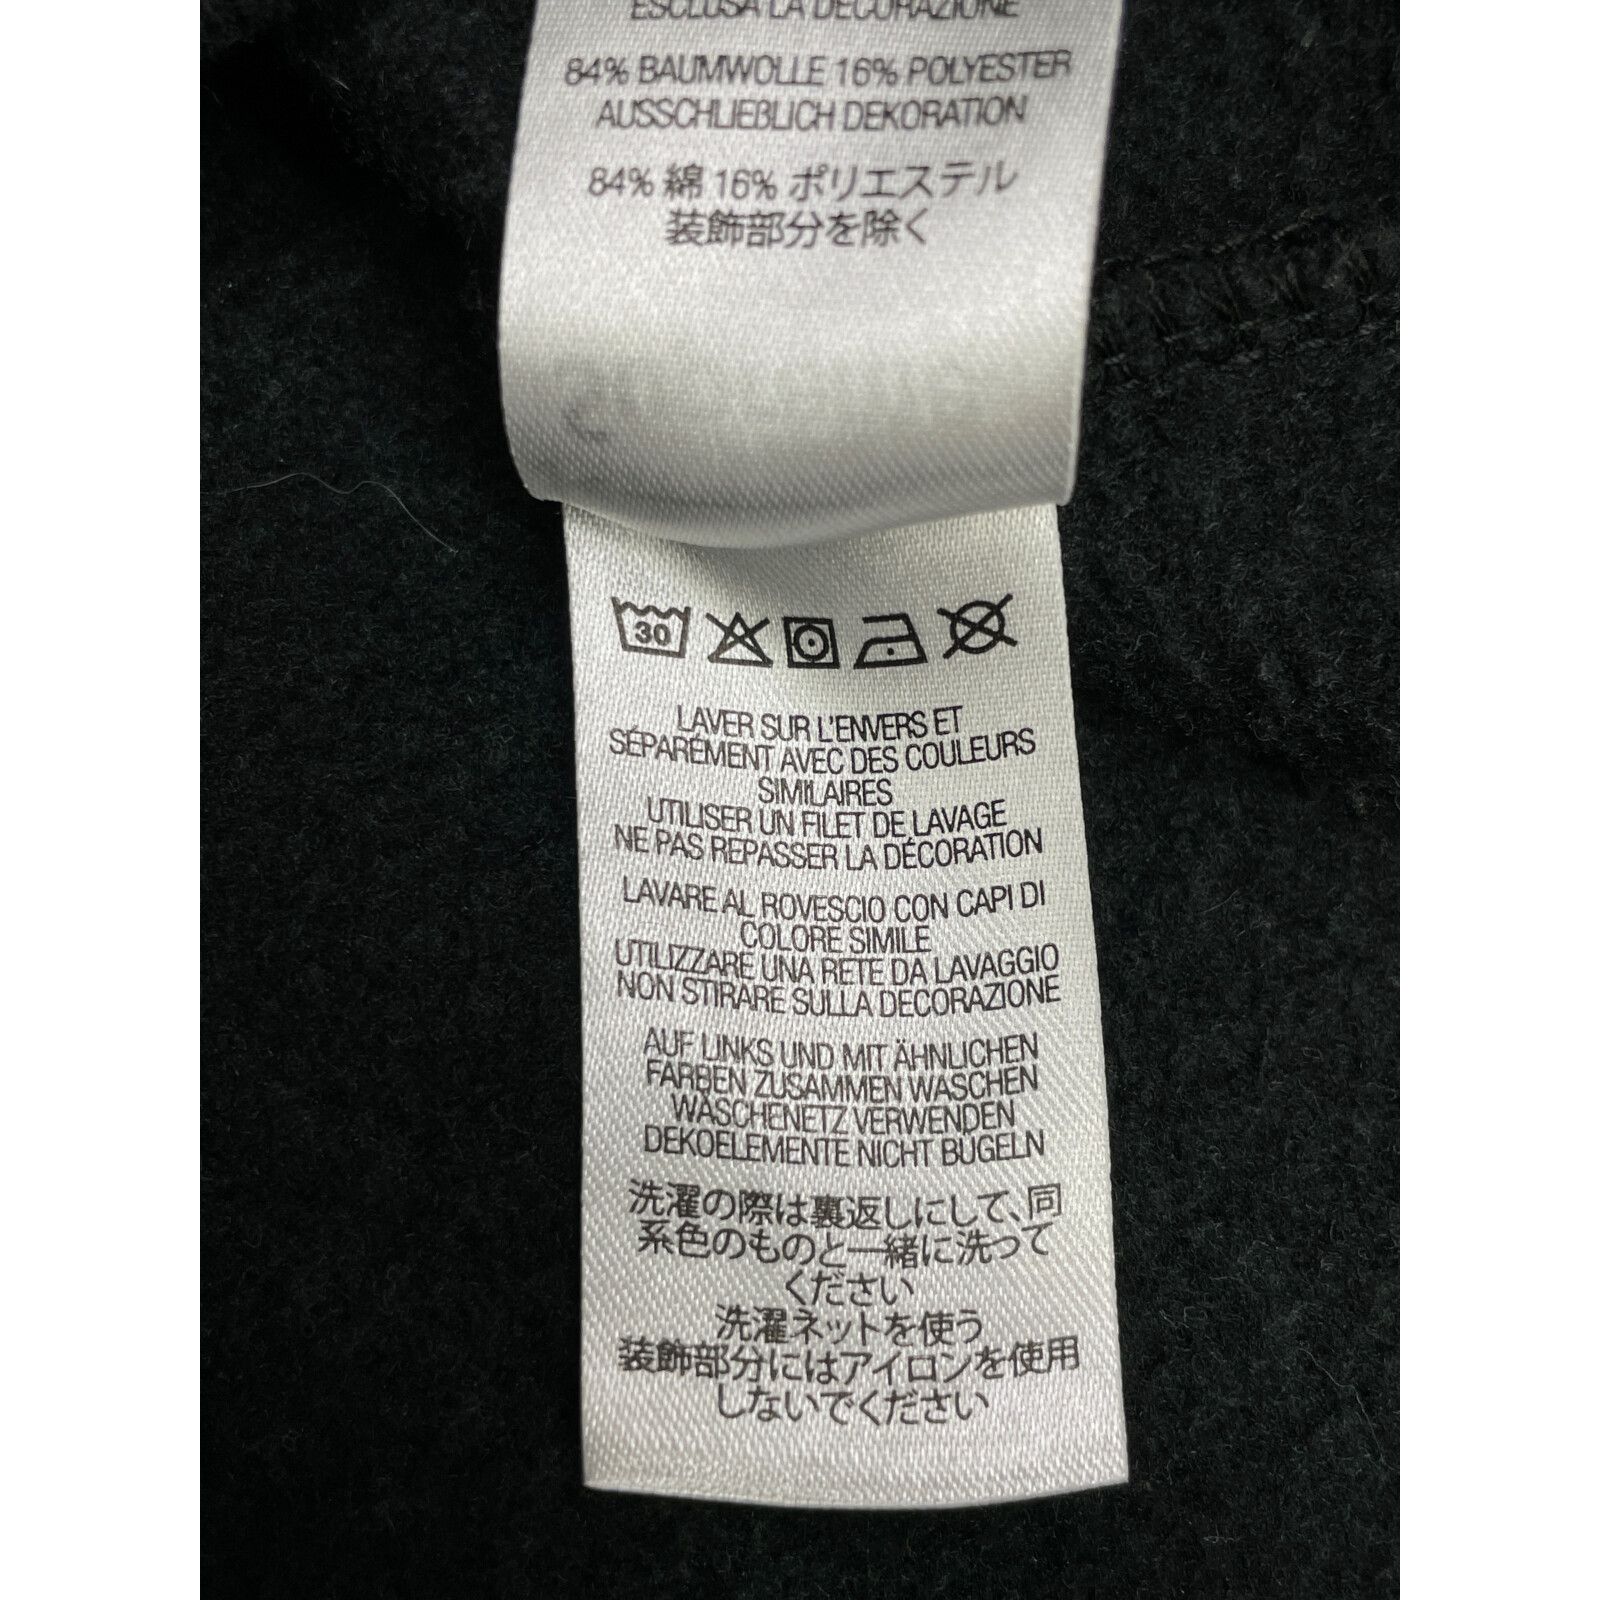 ESCLUSA LA DECORAZIONE
84% BAUMWOLLE 16% POLYESTER
AUSSCHLIEßLICH DEKORATION
84% 綿 16% ポリエステル
装飾部分を除く
30
LAVER SUR L'ENVERS ET
SÉPARÉMENT AVEC DES COULEURS
SIMILAIRES
UTILISER UN FILET DE LAVAGE
NE PAS REPASSER LA DÉCORATION
LAVARE AL ROVESCIO CON CAPI DI
COLORE SIMILE
UTILIZZARE UNA RETE DA LAVAGGIO
NON STIRARE SULLA DECORAZIONE
AUF LINKS UND MIT ÄHNLICHEN
FARBEN ZUSAMMEN WASCHEN
WÄSCHENETZ VERWENDEN
DEKOELEMENTE NICHT BÜGELN
洗濯の際は裏返しにして、同
系色のものと一緒に洗って
ください
洗濯ネットを使う
装飾部分にはアイロンを使用
しないでください